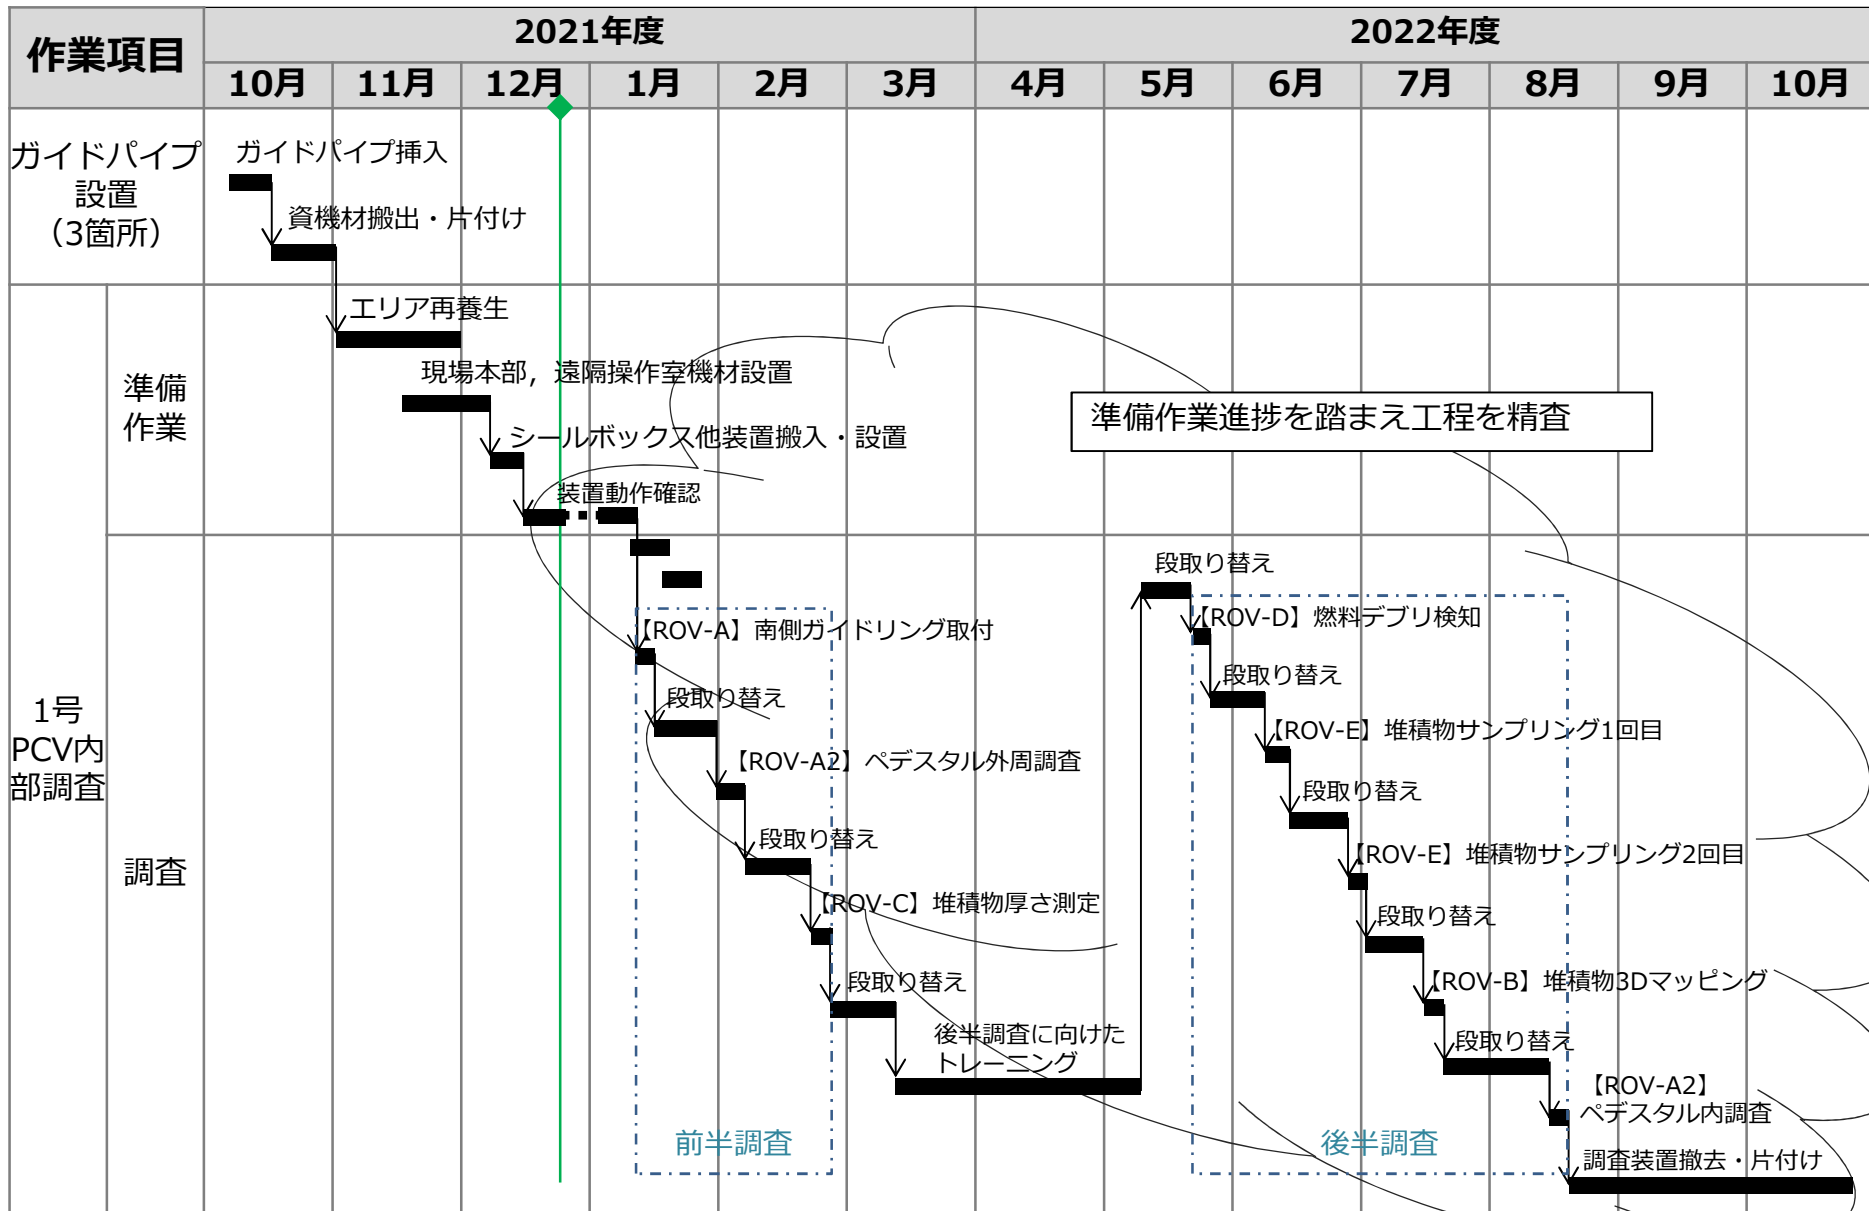 作業項目
2021年度
2022年度
10月
11月
12月
1月
2月
3月
4月
5月
6月
7月
8月
9月
10月
ガイドパイプ
設置
（3箇所）
ガイドパイプ挿入
資機材搬出・片付け
1号
PCV内
部調査
準備
作業
エリア再養生
現場本部，遠隔操作室機材設置
シールボックス他装置搬入・設置
装置動作確認
準備作業進捗を踏まえ工程を精査
調査
【ROV-A】南側ガイドリング取付
段取り替え
【ROV-A2】ペデスタル外周調査
段取り替え
【ROV-C】堆積物厚さ測定
段取り替え
後半調査に向けた
トレーニング
前半調査
段取り替え
【ROV-D】燃料デブリ検知
段取り替え
【ROV-E】堆積物サンプリング1回目
段取り替え
【ROV-E】堆積物サンプリング2回目
段取り替え
【ROV-B】堆積物3Dマッピング
段取り替え
【ROV-A2】
ペデスタル内調査
後半調査
調査装置撤去・片付け